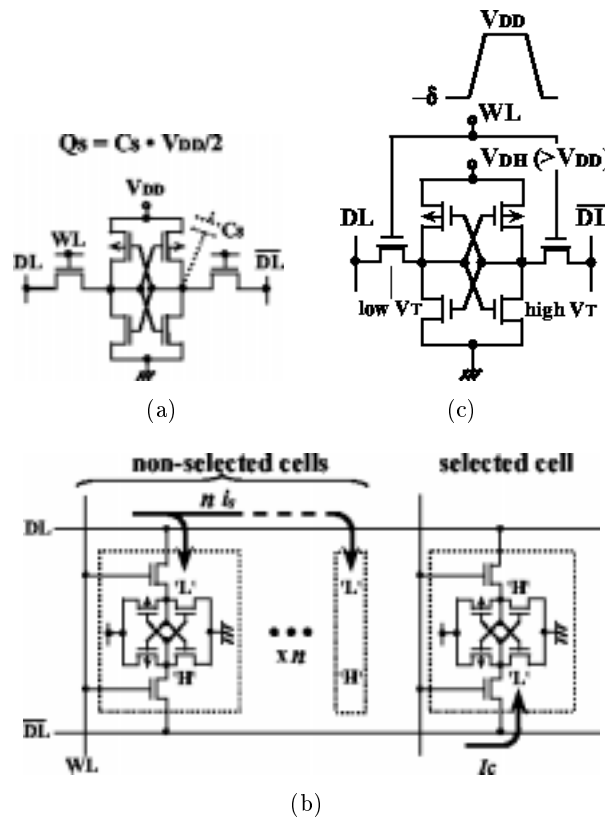 Qs = Cs • VDD/2
VDD
WL
Cs
DL
DL
(a)
VDD
–δ
WL
VDH (>VDD)
DL
DL
low VT
high VT
(c)
non-selected cells
selected cell
n is
DL
'L'
'L'
'H'
x n
'H'
'H'
'L'
DL
WL
Ic
(b)